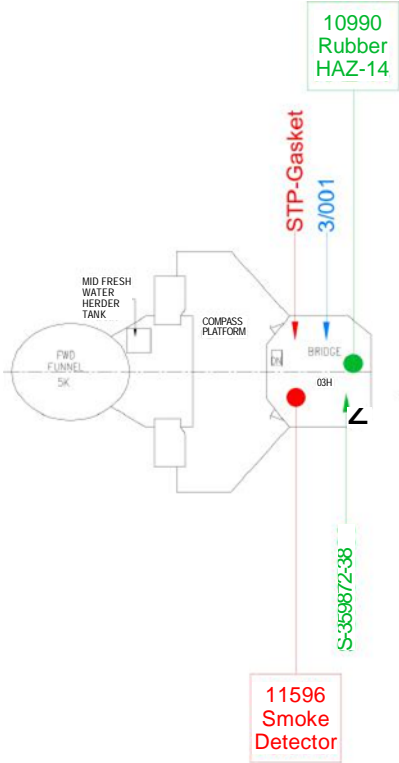 10990
Rubber
HAZ-14
STP-Gasket
3/001
MID FRESH
WATER
HERDER
TANK
COMPASS
PLATFORM
FWD
FUNNEL
5K
DN
BRIDGE
03H
Z
S-359872-38
11596
Smoke
Detector